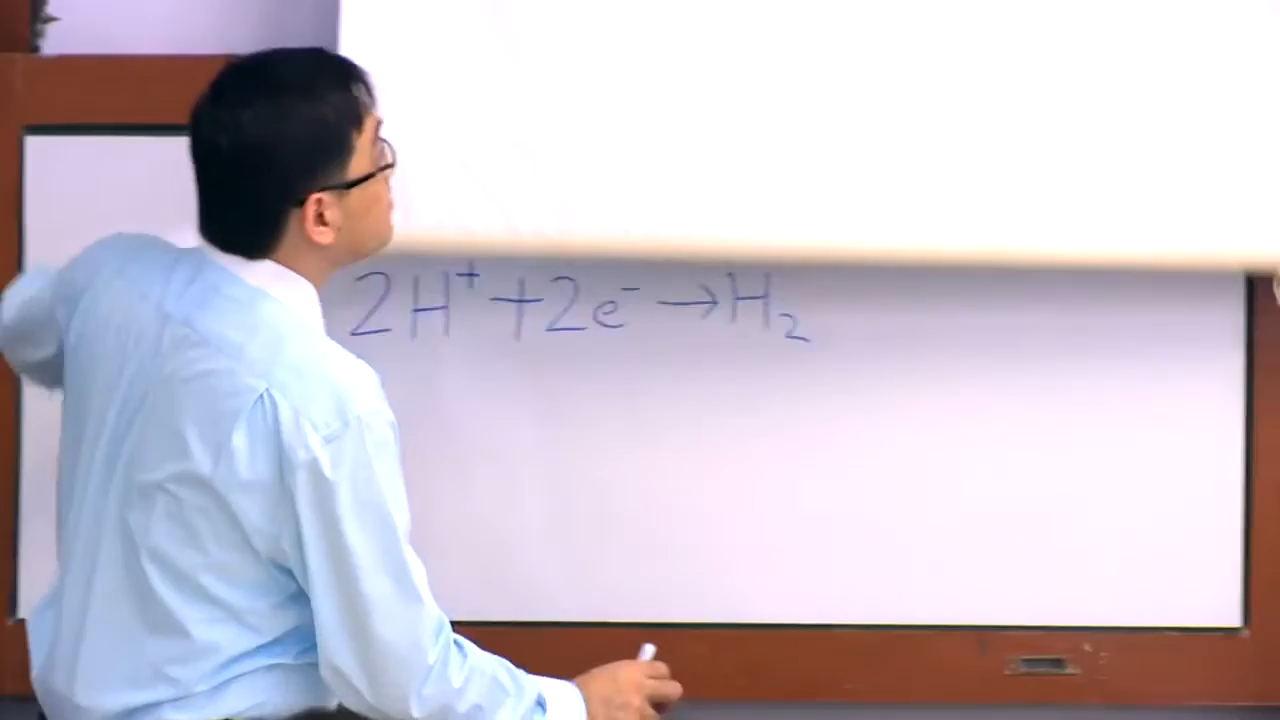 2H⁺ + 2e⁻ → H₂